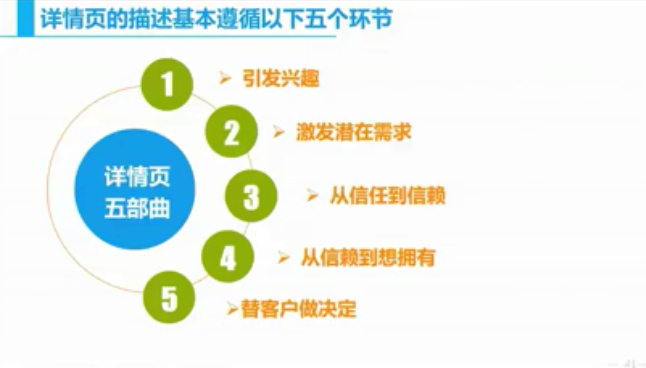 详情页的描述基本遵循以下五个环节
1
引发兴趣
2
激发潜在需求
详情页
五部曲
3
从信任到信赖
4
从信赖到想拥有
5
替客户做决定